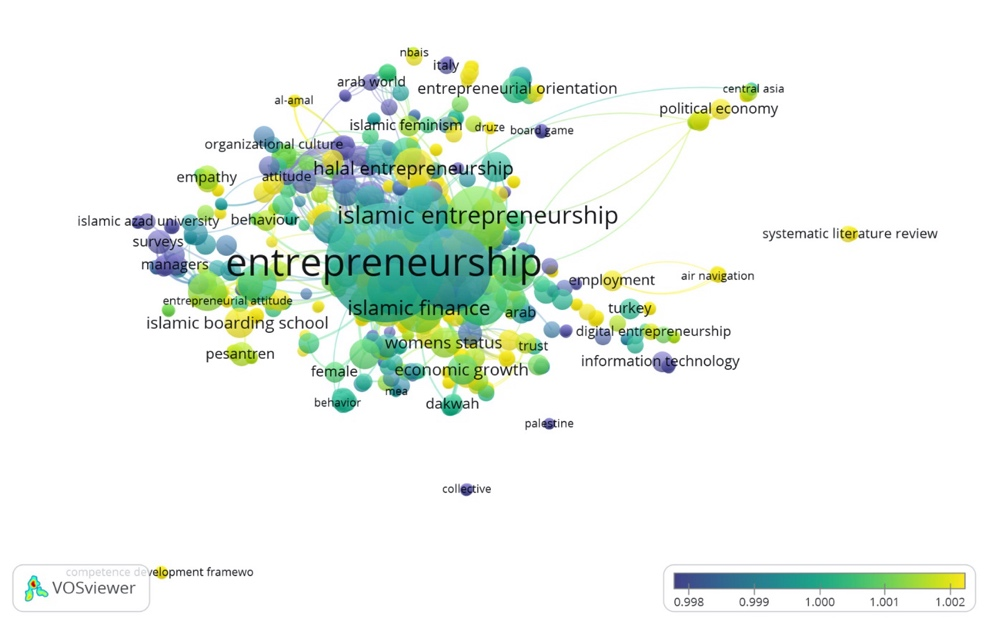 nbais
italy
arab world
entrepreneurial orientation
central asia
al-amal
political economy
islamic feminism
druze
board game
organizational culture
halal entrepreneurship
empathy
attitude
islamic entrepreneurship
islamic azad university
behaviour
systematic literature review
surveys
entrepreneurship
managers
employment
air navigation
entrepreneurial attitude
islamic finance
arab
turkey
islamic boarding school
digital entrepreneurship
womens status
trust
pesantren
information technology
female
economic growth
mea
behavior
dakwah
palestine
collective
competence development framewo
VOSviewer
0.998
0.999
1.000
1.001
1.002